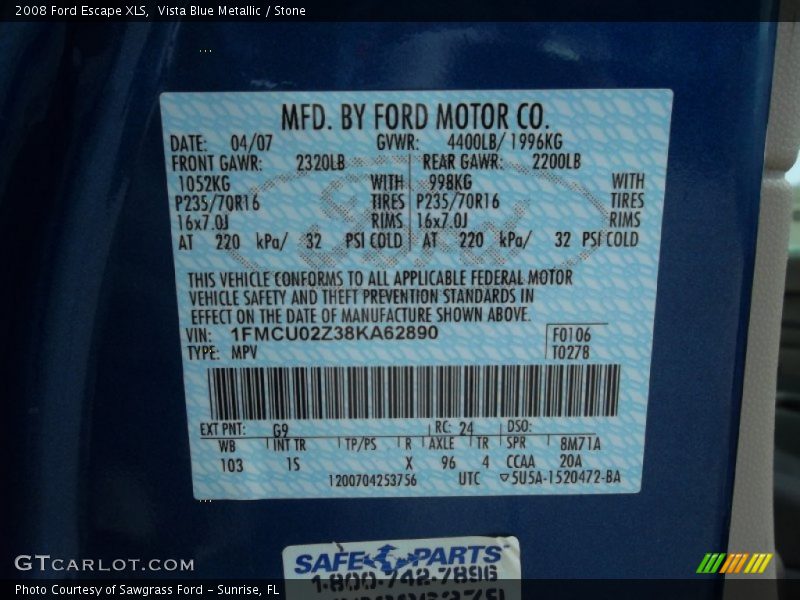 2008 Ford Escape XLS, Vista Blue Metallic / Stone
MFD. BY FORD MOTOR CO.
DATE: 04/07 GVWR: 4400LB/ 1996KG
FRONT GAWR: 2320LB REAR GAWR: 2200LB
1052KG WITH 998KG WITH
P235/70R16 TIRES P235/70R16 TIRES
16x7.0J RIMS 16x7.0J RIMS
AT 220 kPa/ 32 PSI COLD AT 220 kPa/ 32 PSI COLD
THIS VEHICLE CONFORMS TO ALL APPLICABLE FEDERAL MOTOR
VEHICLE SAFETY AND THEFT PREVENTION STANDARDS IN
EFFECT ON THE DATE OF MANUFACTURE SHOWN ABOVE.
VIN: 1FMCU02Z38KA62890 F0106
TYPE: MPV T0278
EXT PNT: G9 RC: 24 DSO:
WB INT TR TP/PS R AXLE TR SPR 8M71A
103 1S X 96 4 CCAA 20A
1200704253756 UTC ▽5U5A-1520472-BA
SAFE PARTS
1-800-742-7896
GTCARLOT.COM
Photo Courtesy of Sawgrass Ford - Sunrise, FL